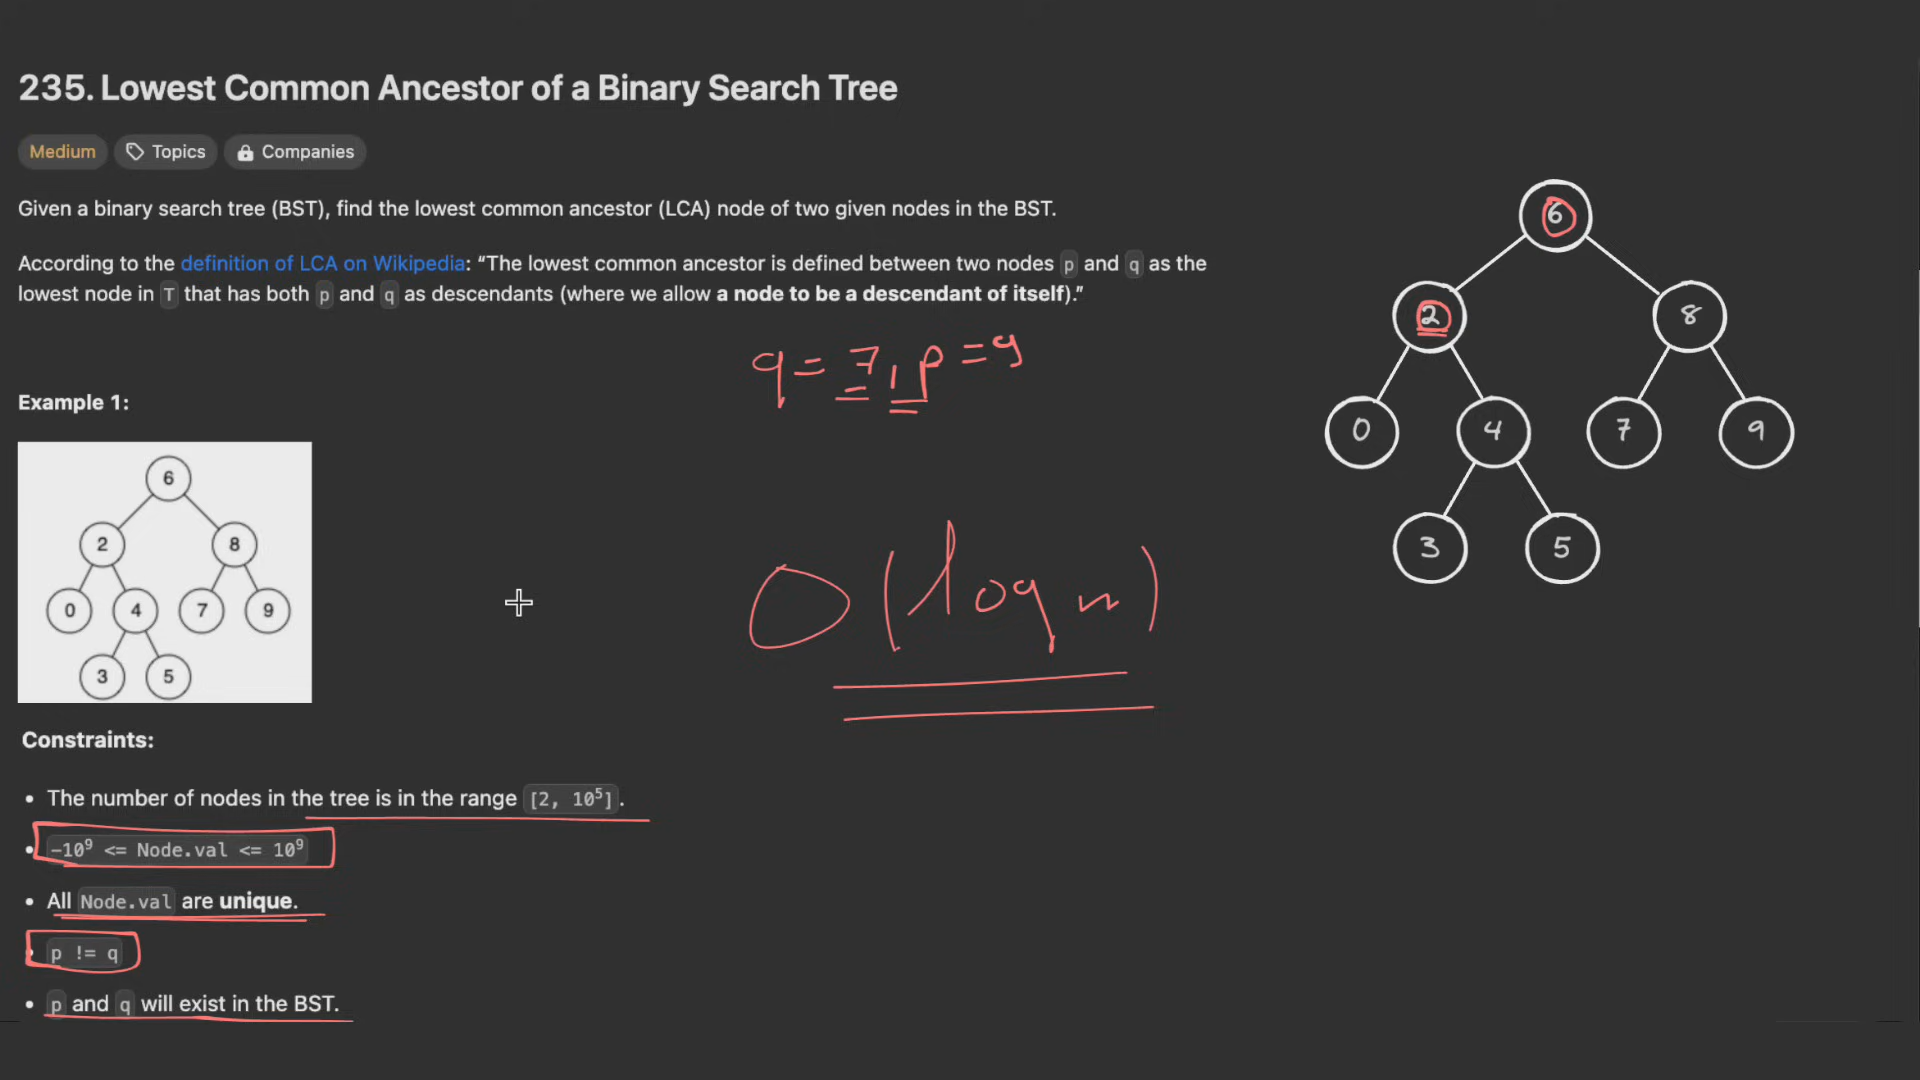 235. Lowest Common Ancestor of a Binary Search Tree
Medium Topics Companies
Given a binary search tree (BST), find the lowest common ancestor (LCA) node of two given nodes in the BST.
According to the definition of LCA on Wikipedia: “The lowest common ancestor is defined between two nodes p and q as the
lowest node in T that has both p and q as descendants (where we allow a node to be a descendant of itself).”
q = 7, p = 9
Example 1:
6
2 8
0 4 7 9
3 5
O(log n)
6
2 8
0 4 7 9
3 5
Constraints:
• The number of nodes in the tree is in the range [2, 10⁵].
• -10⁹ <= Node.val <= 10⁹
• All Node.val are unique.
• p != q
• p and q will exist in the BST.